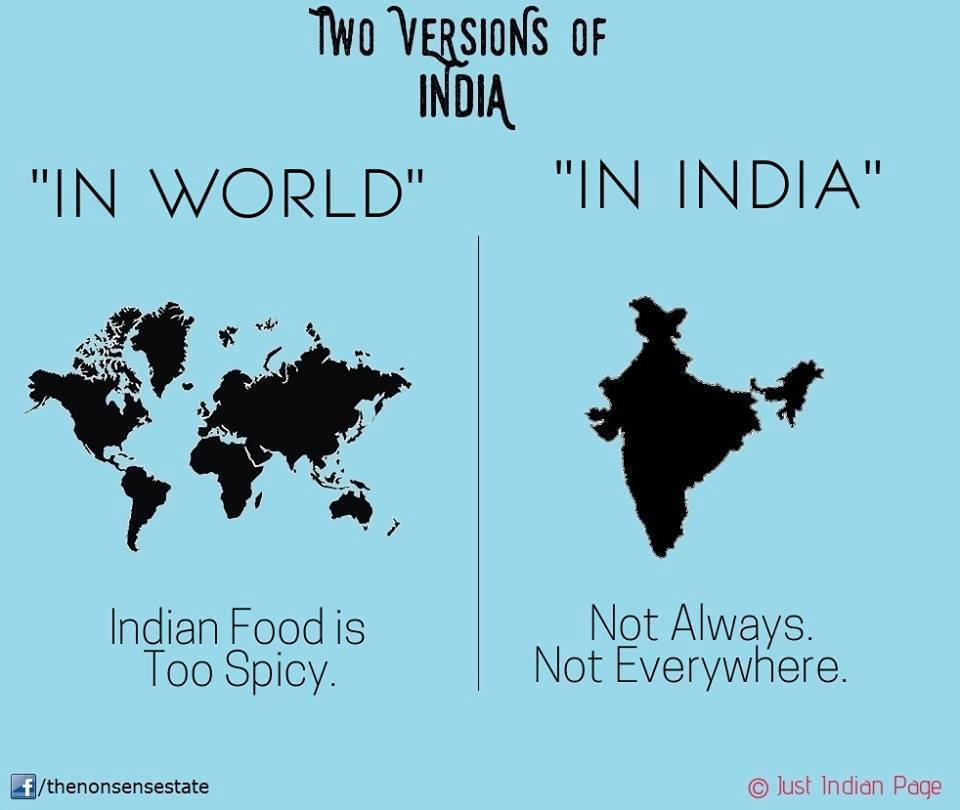 Two Versions of
India
"IN WORLD"
"IN INDIA"
Indian Food is
Too Spicy.
Not Always.
Not Everywhere.
f/thenonsensestate
© Just Indian Page